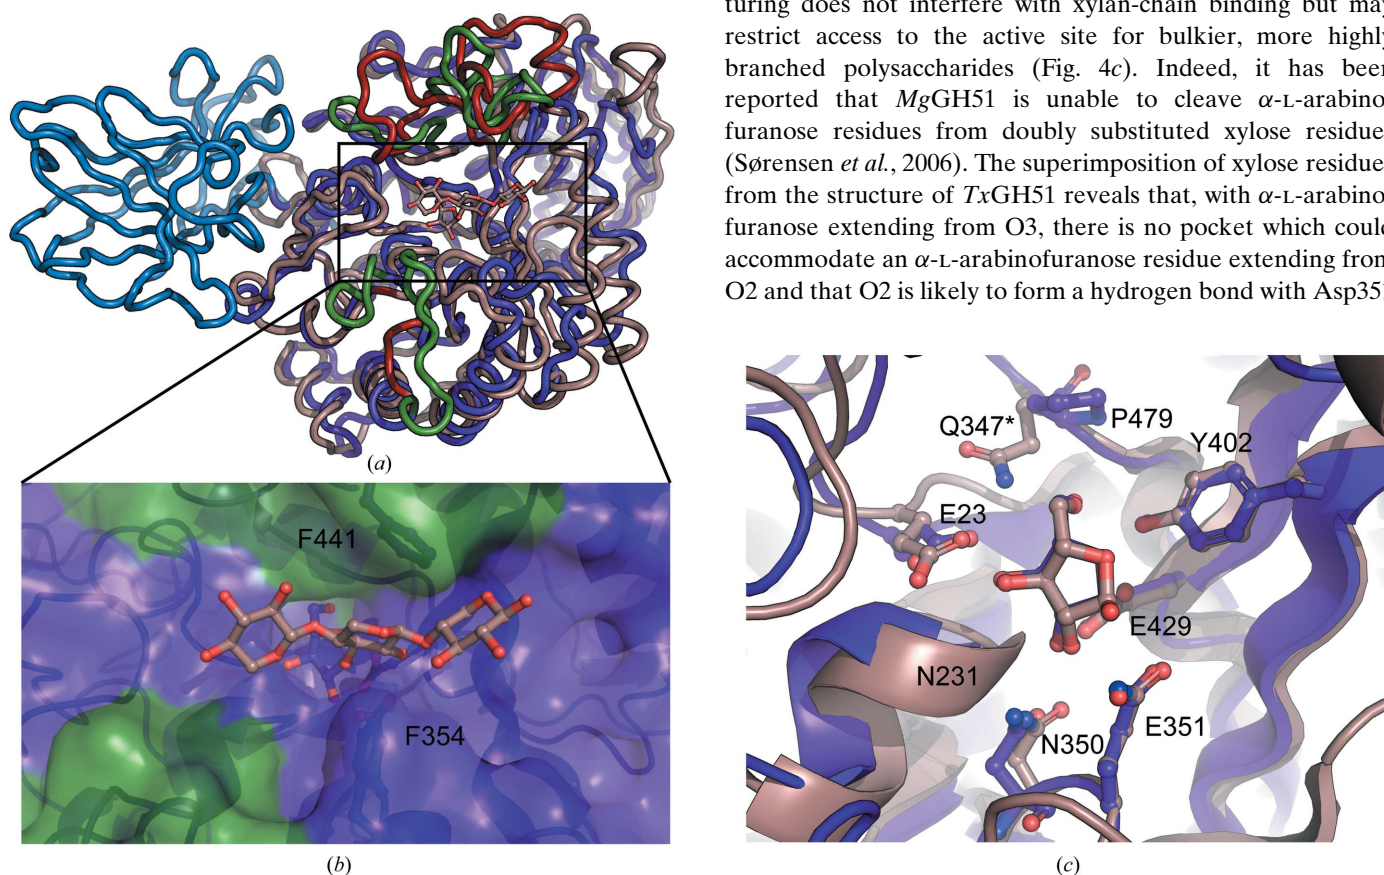 turing does not interfere with xylan-chain binding but may
restrict access to the active site for bulkier, more highly
branched polysaccharides (Fig. 4c). Indeed, it has been
reported that MgGH51 is unable to cleave α-L-arabino
furanose residues from doubly substituted xylose residue
(Sørensen et al., 2006). The superimposition of xylose residue
from the structure of TxGH51 reveals that, with α-L-arabino
furanose extending from O3, there is no pocket which could
accommodate an α-L-arabinofuranose residue extending from
O2 and that O2 is likely to form a hydrogen bond with Asp351
(a)
F441
F354
(b)
Q347*
P479
Y402
E23
E429
N231
N350
E351
(c)